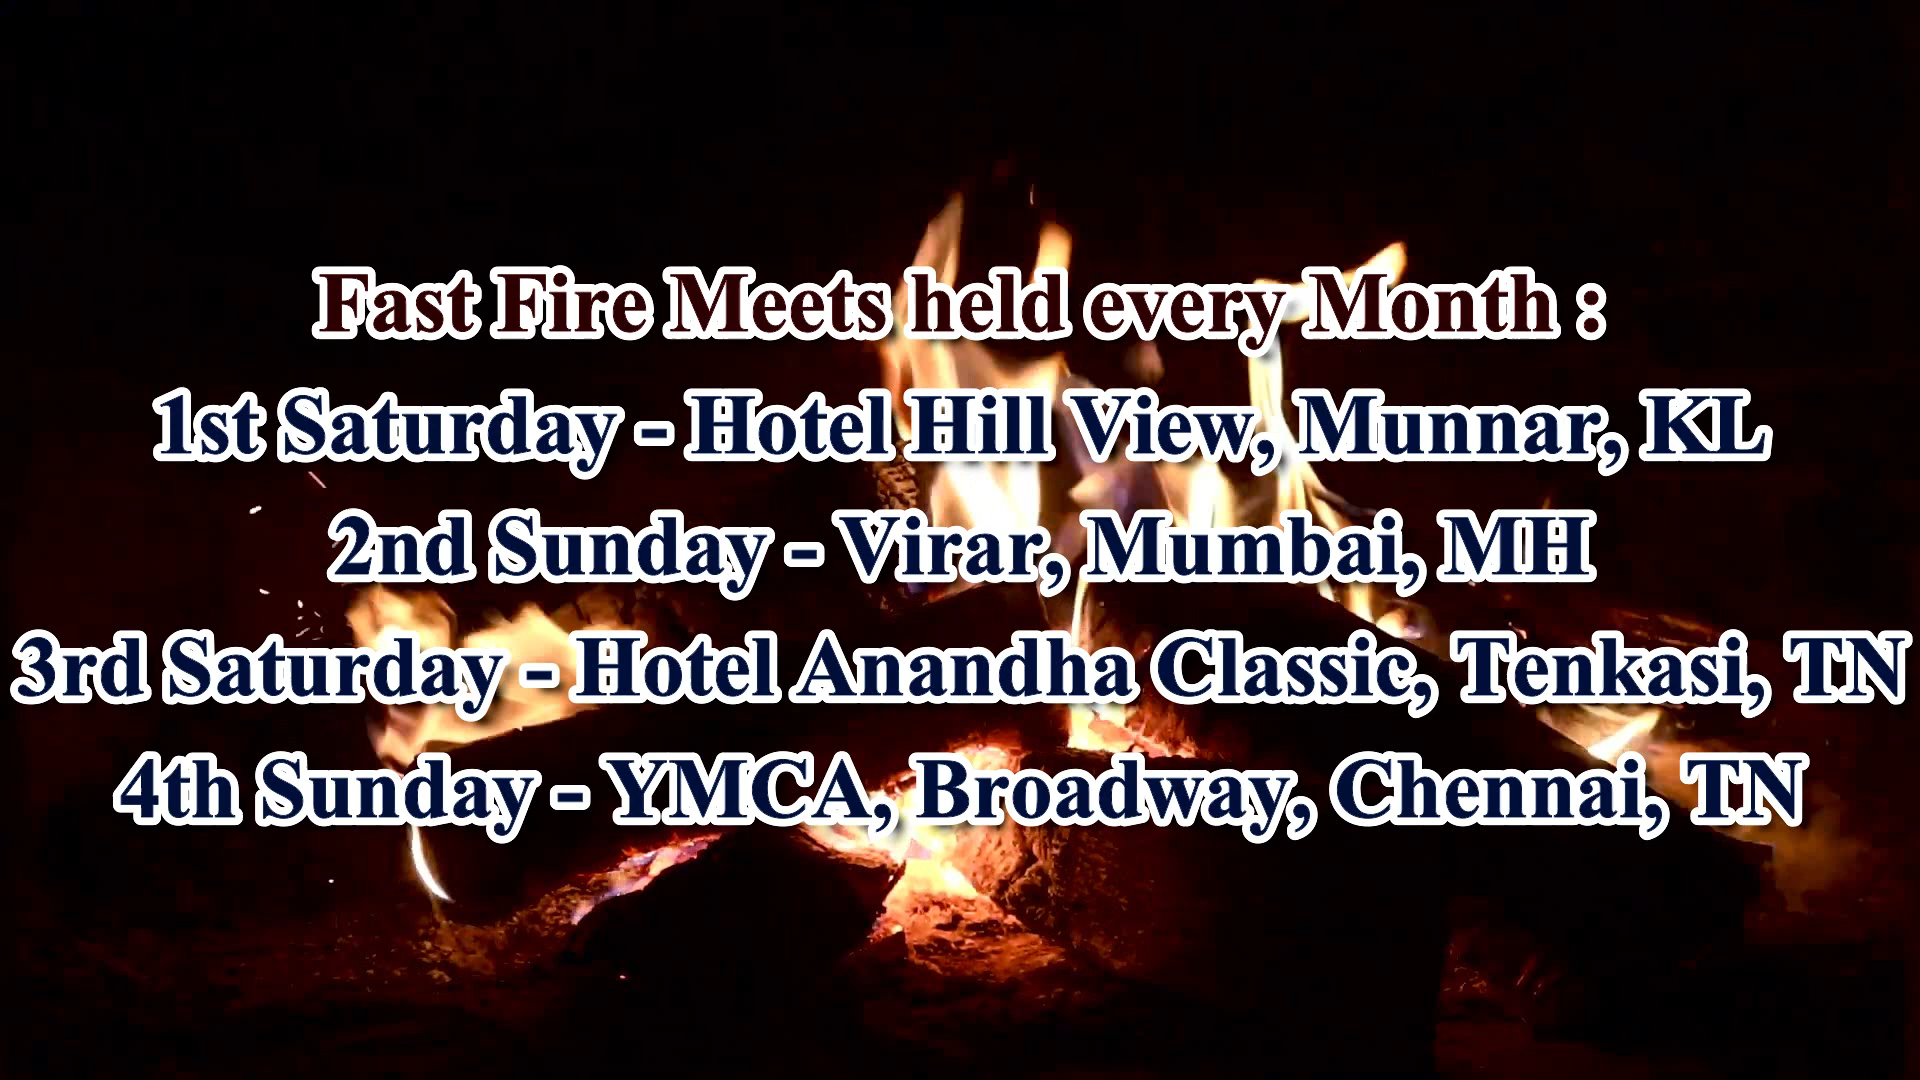 Fast Fire Meets held every Month :
1st Saturday - Hotel Hill View, Munnar, KL
2nd Sunday - Virar, Mumbai, MH
3rd Saturday - Hotel Anandha Classic, Tenkasi, TN
4th Sunday - YMCA, Broadway, Chennai, TN